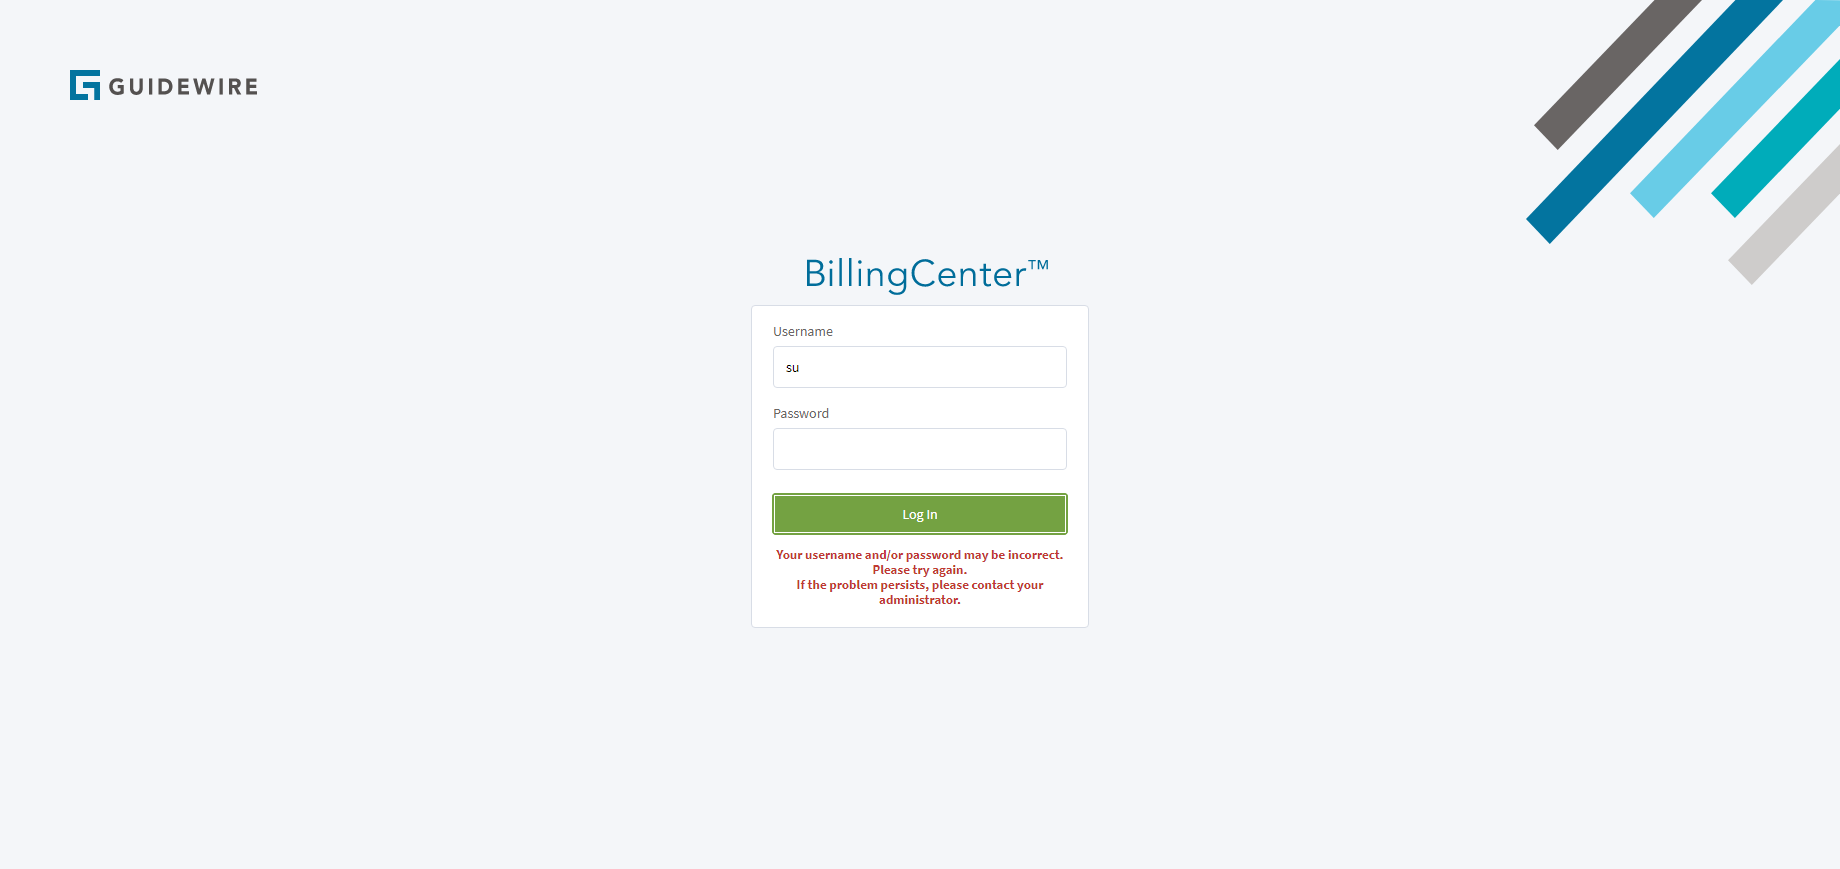 GUIDEWIRE
BillingCenter™
Username
su
Password
Log In
Your username and/or password may be incorrect.
Please try again.
If the problem persists, please contact your
administrator.